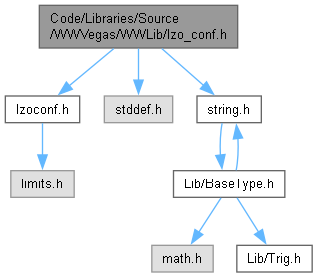 Code/Libraries/Source
/WWVegas/WWLib/lzo_conf.h
lzoconf.h
stddef.h
string.h
limits.h
Lib/BaseType.h
math.h
Lib/Trig.h